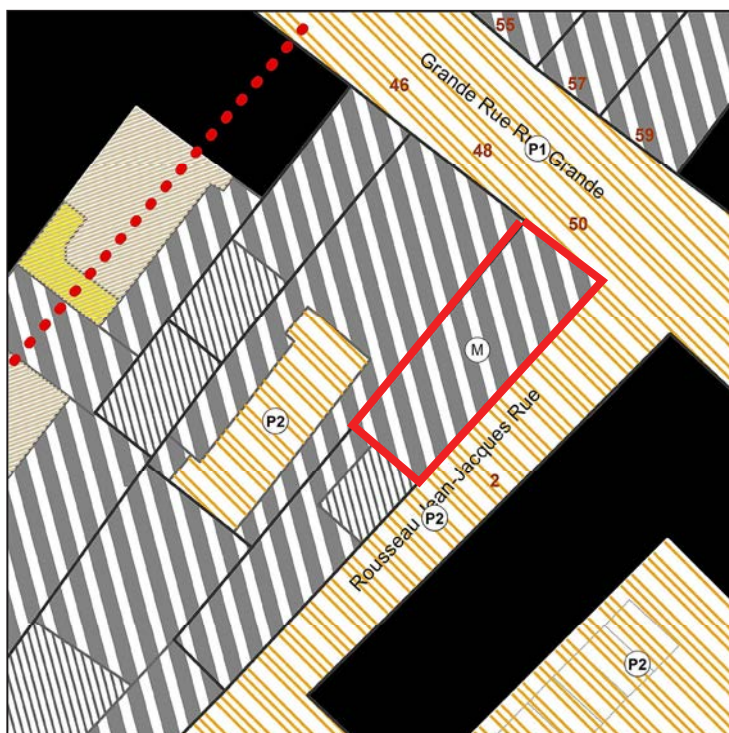 55
46
57
Grande Rue Rue Grande
48
P1
59
50
M
P2
Rousseau Jean-Jacques Rue
2
P2
P2